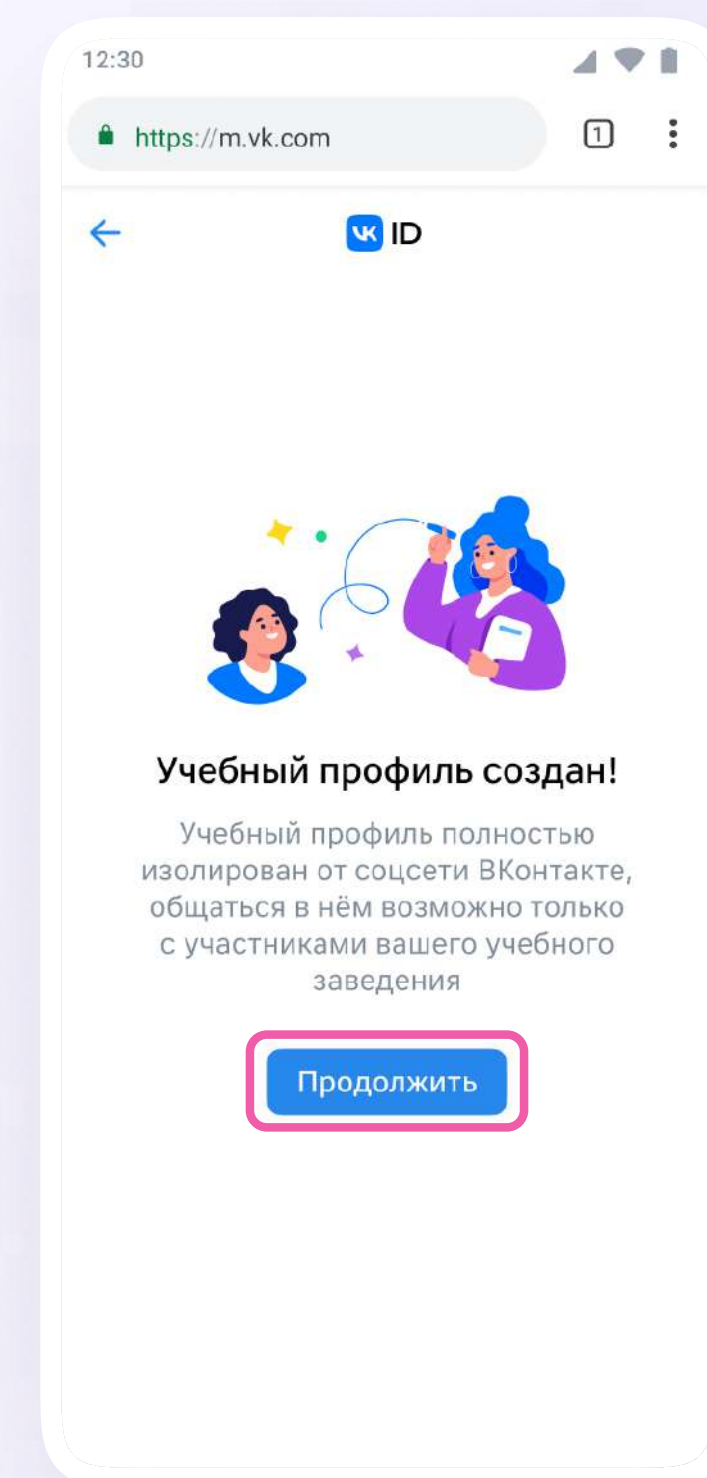 12:30
https://m.vk.com
1
VK ID
Учебный профиль создан!
Учебный профиль полностью
изолирован от соцсети ВКонтакте,
общаться в нём возможно только
с участниками вашего учебного
заведения
Продолжить